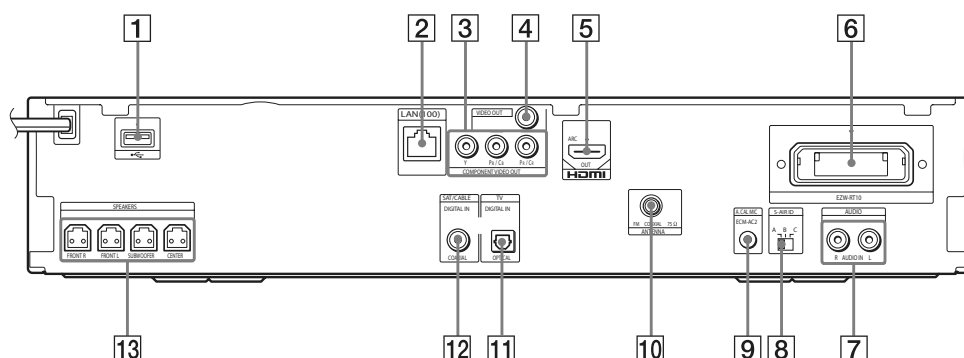 1 2 3 4 5 6
LAN(100)
VIDEO OUT
Y PB / CB PR / CR
COMPONENT VIDEO OUT
ARC
OUT
HDMI
EZW-RT10
SPEAKERS
FRONT R FRONT L SUBWOOFER CENTER
SAT/CABLE TV
DIGITAL IN DIGITAL IN
COAXIAL OPTICAL
FM COAXIAL 75 Ω
ANTENNA
A.CAL MIC
ECM-AC2
S-AIR ID
A B C
AUDIO
R AUDIO IN L
13 12 11 10 9 8 7